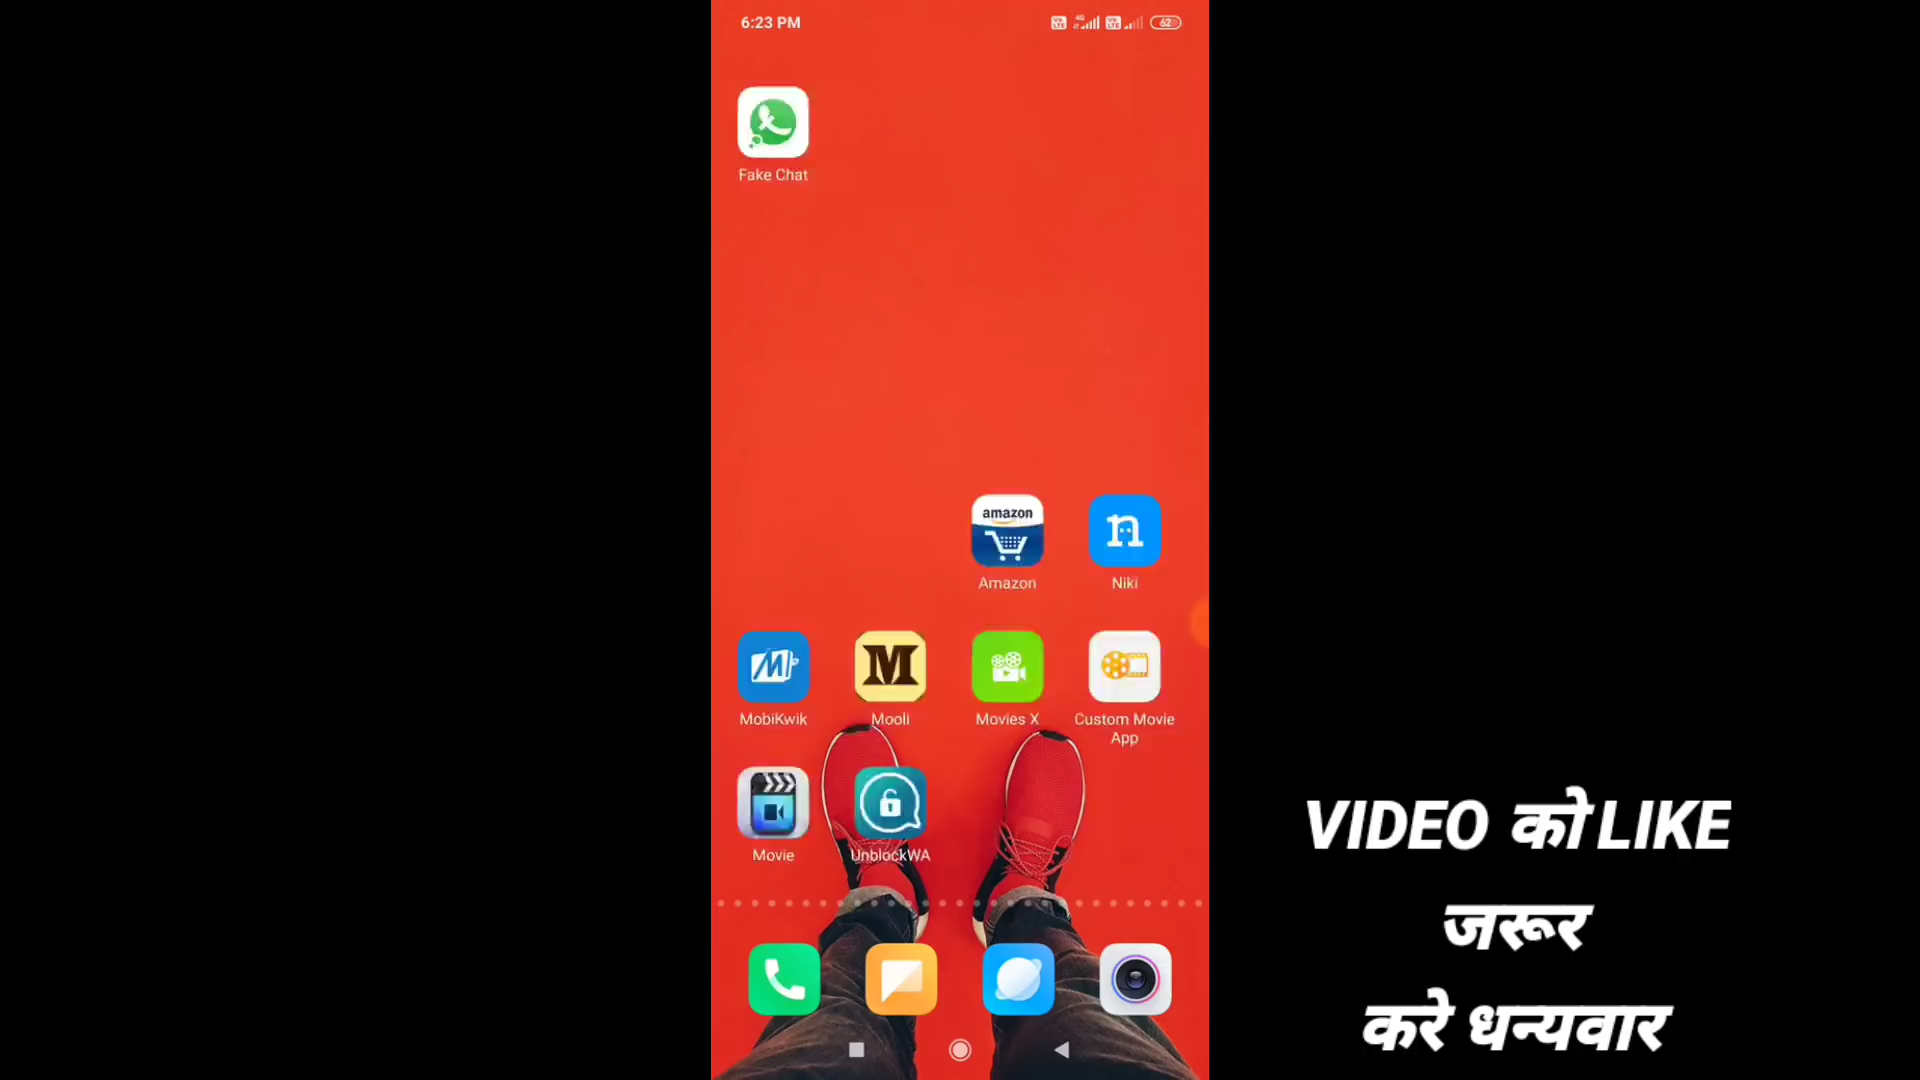 6:23 PM
62
Fake Chat
amazon
Amazon
Niki
MobiKwik
Mooli
Movies X
Custom Movie
App
Movie
UnblockWA
VIDEO को LIKE
जरूर
करे धन्यवार